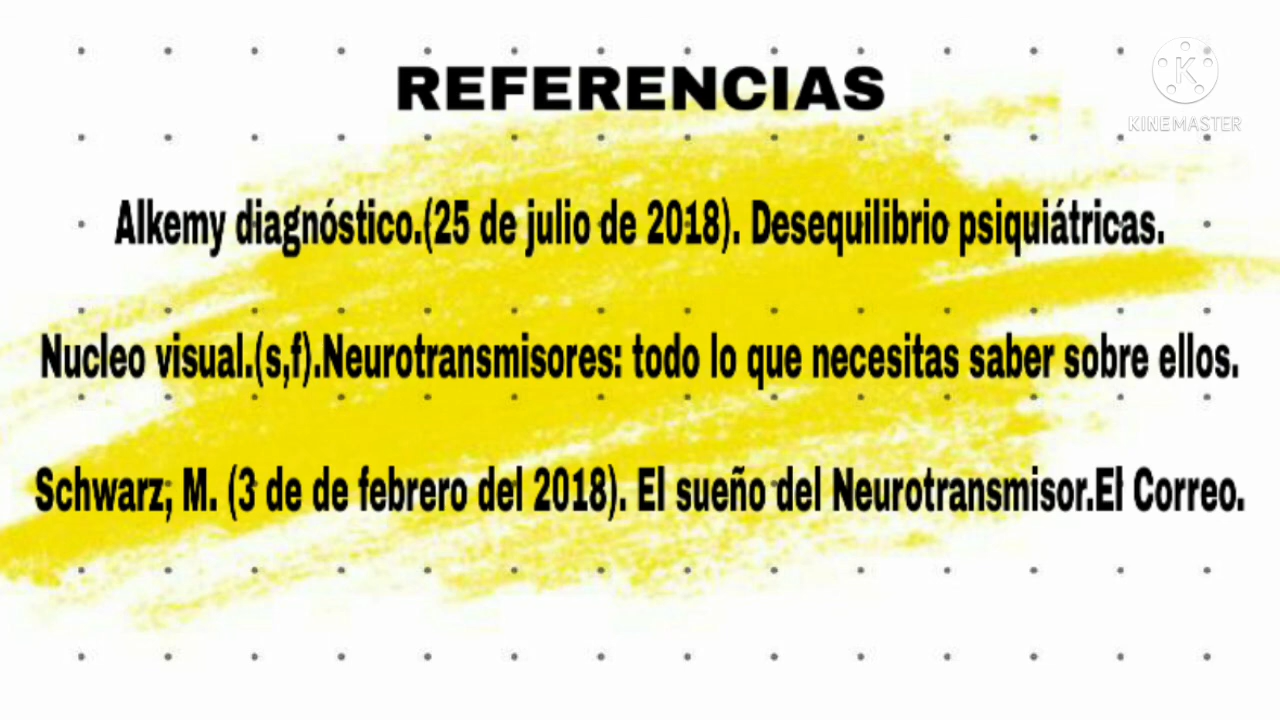 REFERENCIAS
K
KINEMASTER
Alkemy diagnóstico.(25 de julio de 2018). Desequilibrio psiquiátricas.
Nucleo visual.(s,f).Neurotransmisores: todo lo que necesitas saber sobre ellos.
Schwarz; M. (3 de de febrero del 2018). El sueño del Neurotransmisor.El Correo.